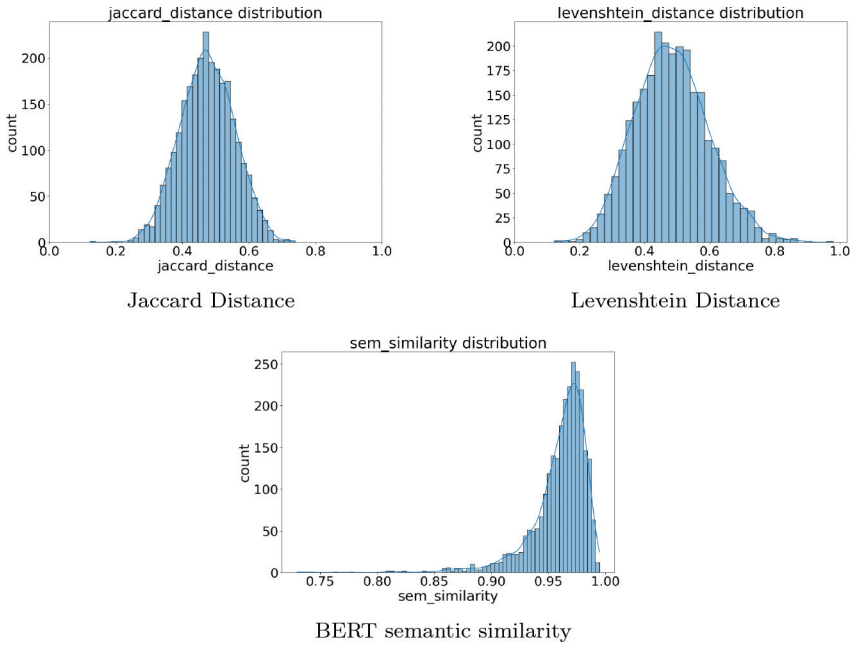 jaccard_distance distribution
count
200
150
100
50
0
0.0 0.2 0.4 0.6 0.8 1.0
jaccard_distance
Jaccard Distance
levenshtein_distance distribution
count
200
175
150
125
100
75
50
25
0
0.0 0.2 0.4 0.6 0.8 1.0
levenshtein_distance
Levenshtein Distance
sem_similarity distribution
count
250
200
150
100
50
0
0.75 0.80 0.85 0.90 0.95 1.00
sem_similarity
BERT semantic similarity